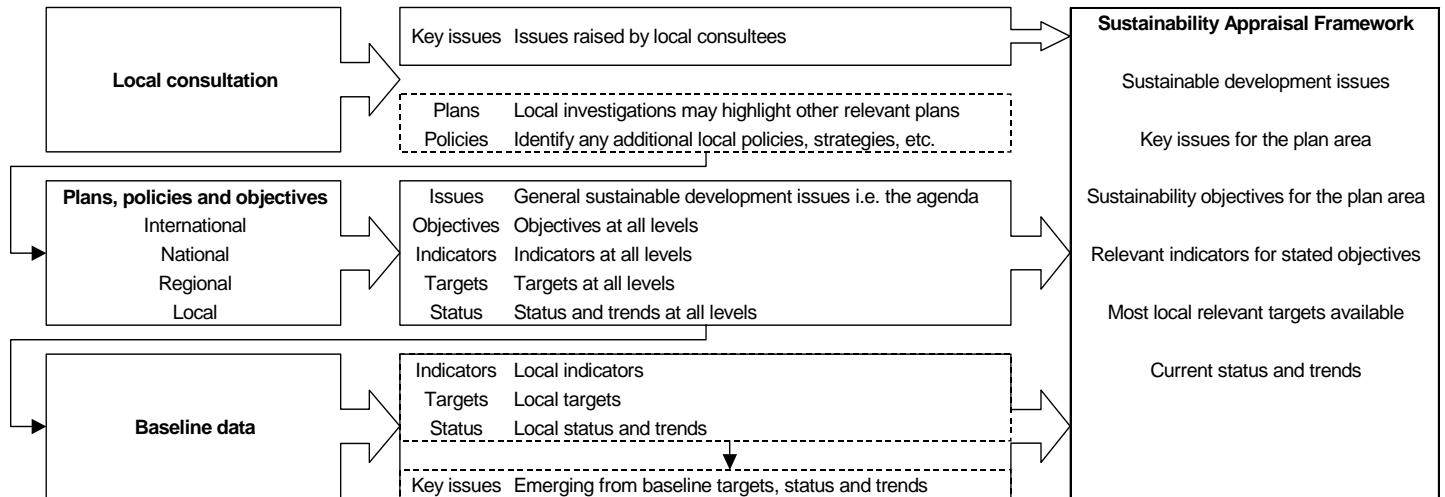 Local consultation
Key issues Issues raised by local consultees
Plans Local investigations may highlight other relevant plans
Policies Identify any additional local policies, strategies, etc.
Plans, policies and objectives
International
National
Regional
Local
Issues General sustainable development issues i.e. the agenda
Objectives Objectives at all levels
Indicators Indicators at all levels
Targets Targets at all levels
Status Status and trends at all levels
Baseline data
Indicators Local indicators
Targets Local targets
Status Local status and trends
Key issues Emerging from baseline targets, status and trends
Sustainability Appraisal Framework
Sustainable development issues
Key issues for the plan area
Sustainability objectives for the plan area
Relevant indicators for stated objectives
Most local relevant targets available
Current status and trends